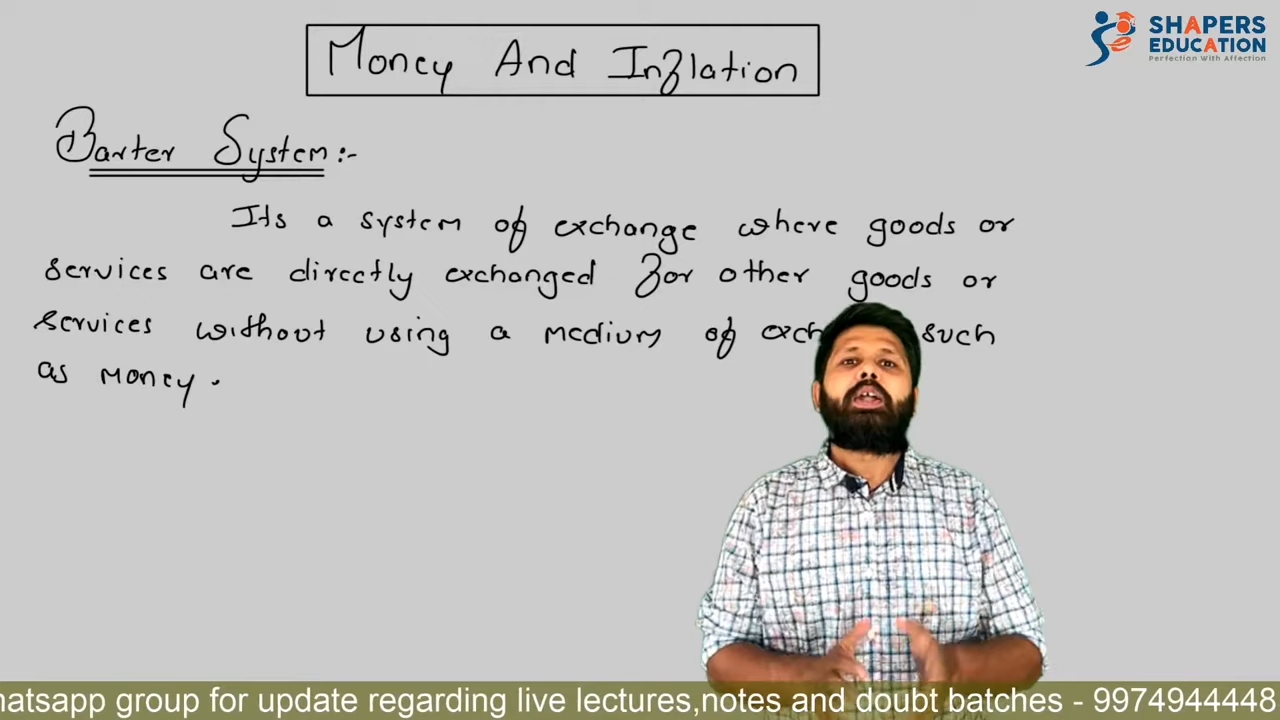 Money And Inflation
SHAPERS
EDUCATION
Perfection With Affection
Barter System:-
Its a system of exchange where goods or
services are directly exchanged for other goods or
services without using a medium of exch such
as money.
hatsapp group for update regarding live lectures,notes and doubt batches - 9974944448